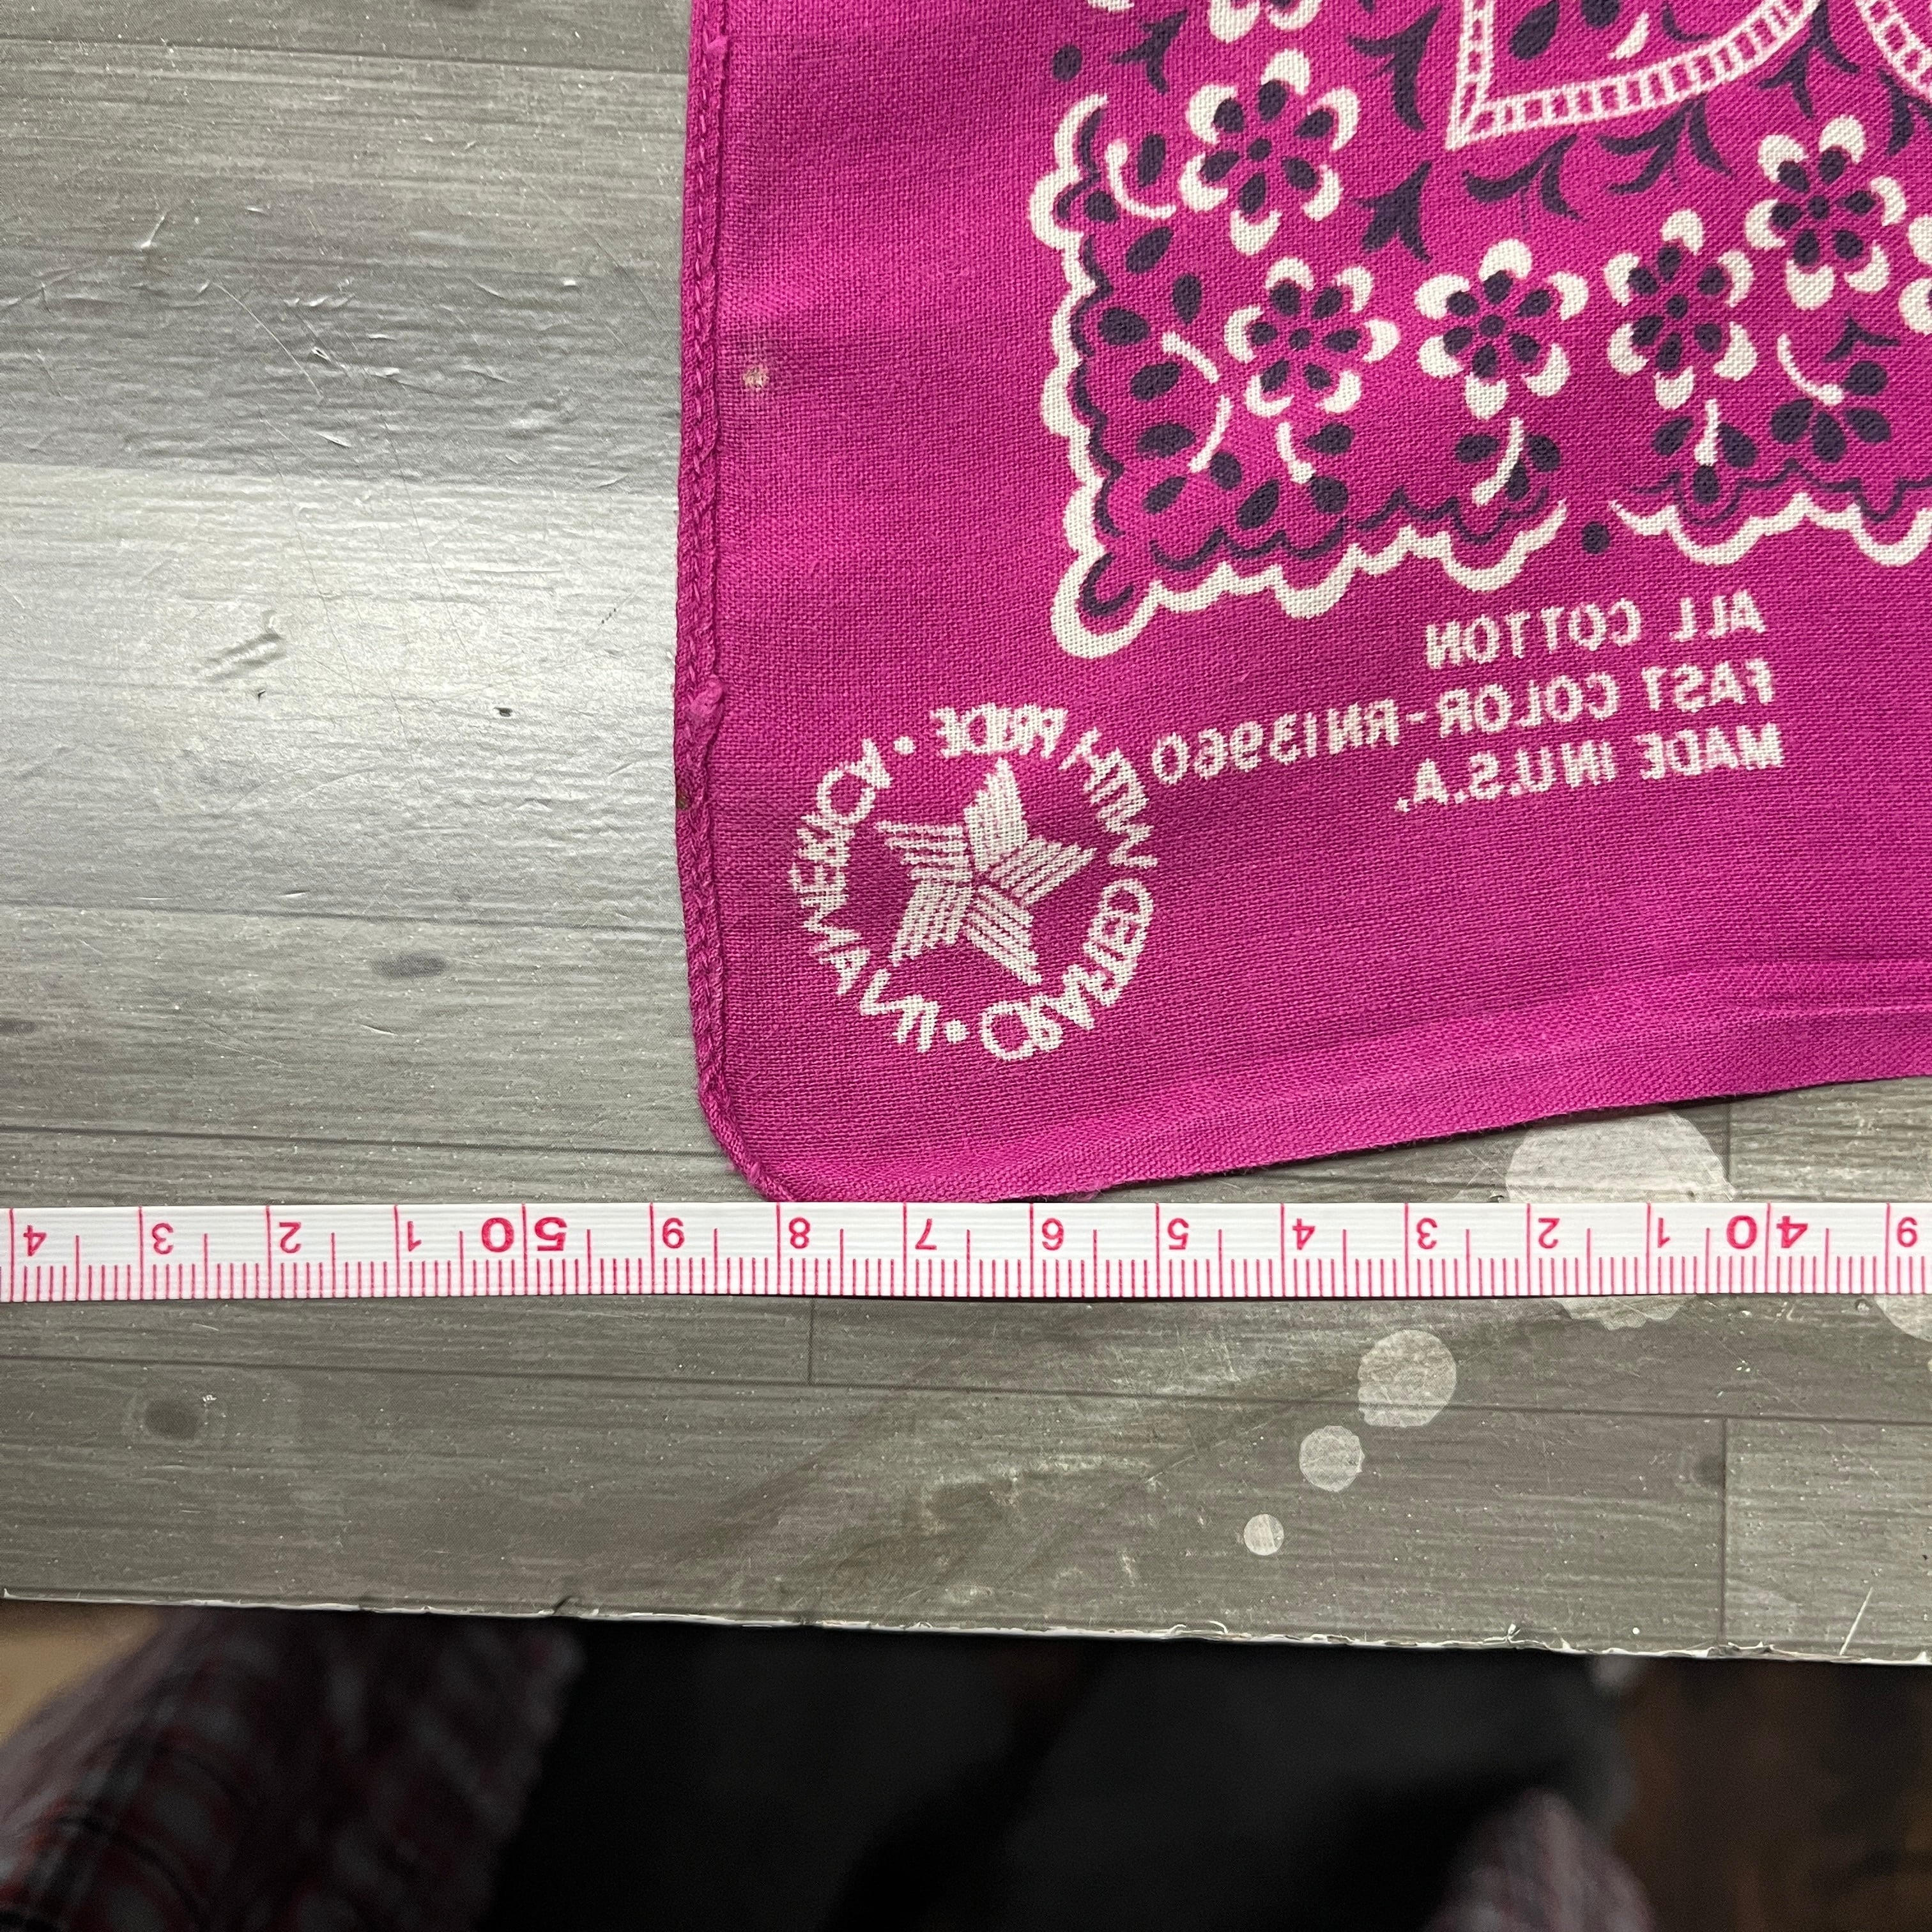 ALL COTTON
FAST COLOR-RN13960
MADE IN U.S.A.
CRAFTED WITH PRIDE • IN AMERICA •
4 3 2 1 50 9 8 7 6 5 4 3 2 1 40 9